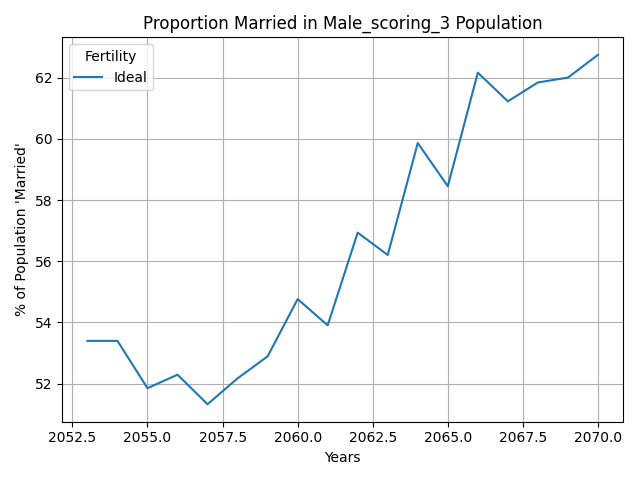 Proportion Married in Male_scoring_3 Population
Fertility
Ideal
% of Population 'Married'
62
60
58
56
54
52
2052.5 2055.0 2057.5 2060.0 2062.5 2065.0 2067.5 2070.0
Years